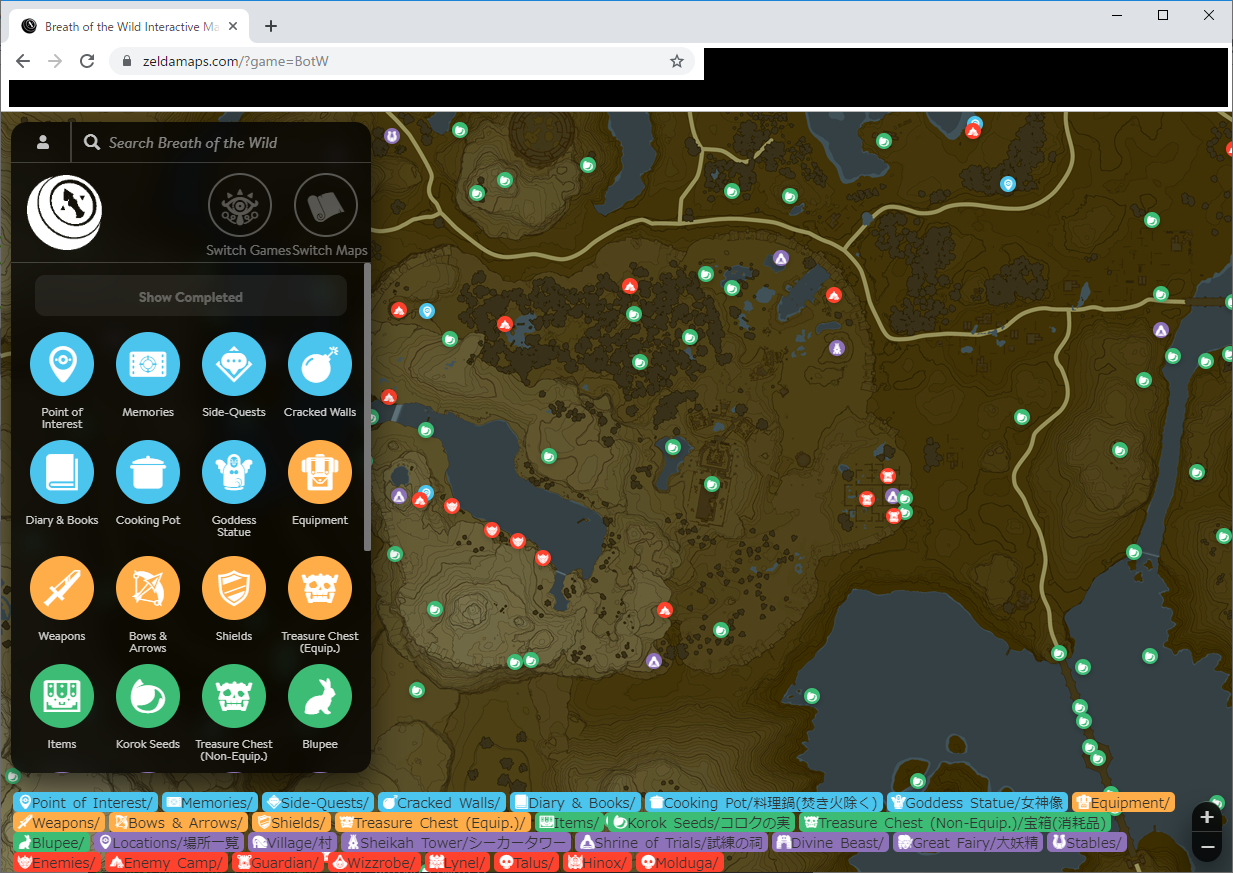 Breath of the Wild Interactive Ma
zeldamaps.com/?game=BotW
Search Breath of the Wild
Switch Games Switch Maps
Show Completed
Point of Interest
Memories
Side-Quests
Cracked Walls
Diary & Books
Cooking Pot
Goddess Statue
Equipment
Weapons
Bows & Arrows
Shields
Treasure Chest (Equip.)
Items
Korok Seeds
Treasure Chest (Non-Equip.)
Blupee
Point of Interest/ Memories/ Side-Quests/ Cracked Walls/ Diary & Books/ Cooking Pot/料理鍋(焚き火除く) Goddess Statue/女神像 Equipment/
Weapons/ Bows & Arrows/ Shields/ Treasure Chest (Equip.)/ Items/ Korok Seeds/コログの実 Treasure Chest (Non-Equip.)/宝箱(消耗品)
Blupee/ Locations/場所一覧 Village/村 Sheikah Tower/シーカータワー Shrine of Trials/試練の祠 Divine Beast/ Great Fairy/大妖精 Stables/
Enemies/ Enemy Camp/ Guardian/ Wizzrobe/ Lynel/ Talus/ Hinox/ Molduga/